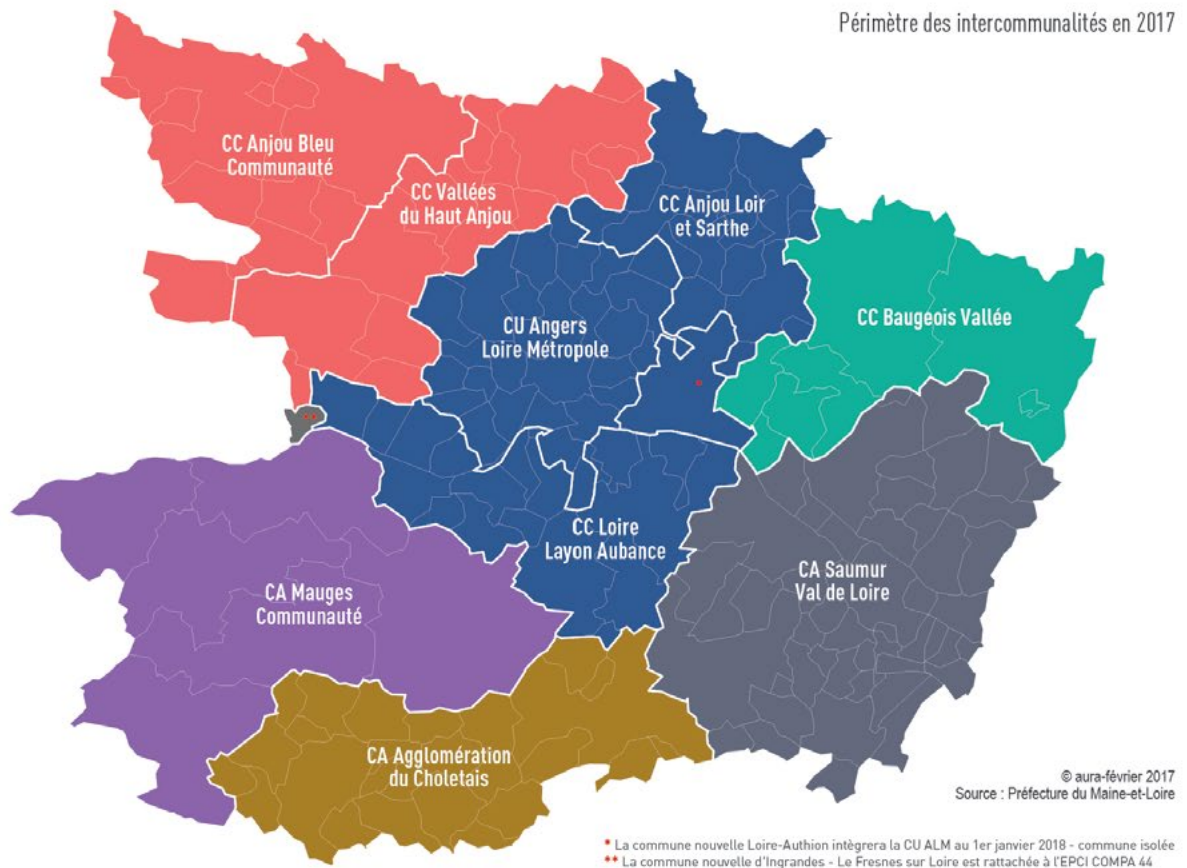 Périmètre des intercommunalités en 2017
CC Anjou Bleu
Communauté
CC Vallées
du Haut Anjou
CC Anjou Loir
et Sarthe
CU Angers
Loire Métropole
CC Baugeois Vallée
*
**
CC Loire
Layon Aubance
CA Mauges
Communauté
CA Saumur
Val de Loire
CA Agglomération
du Choletais
© aura-février 2017
Source : Préfecture du Maine-et-Loire
* La commune nouvelle Loire-Authion intègrera la CU ALM au 1er janvier 2018 - commune isolée
** La commune nouvelle d'Ingrandes - Le Fresnes sur Loire est rattachée à l'EPCI COMPA 44